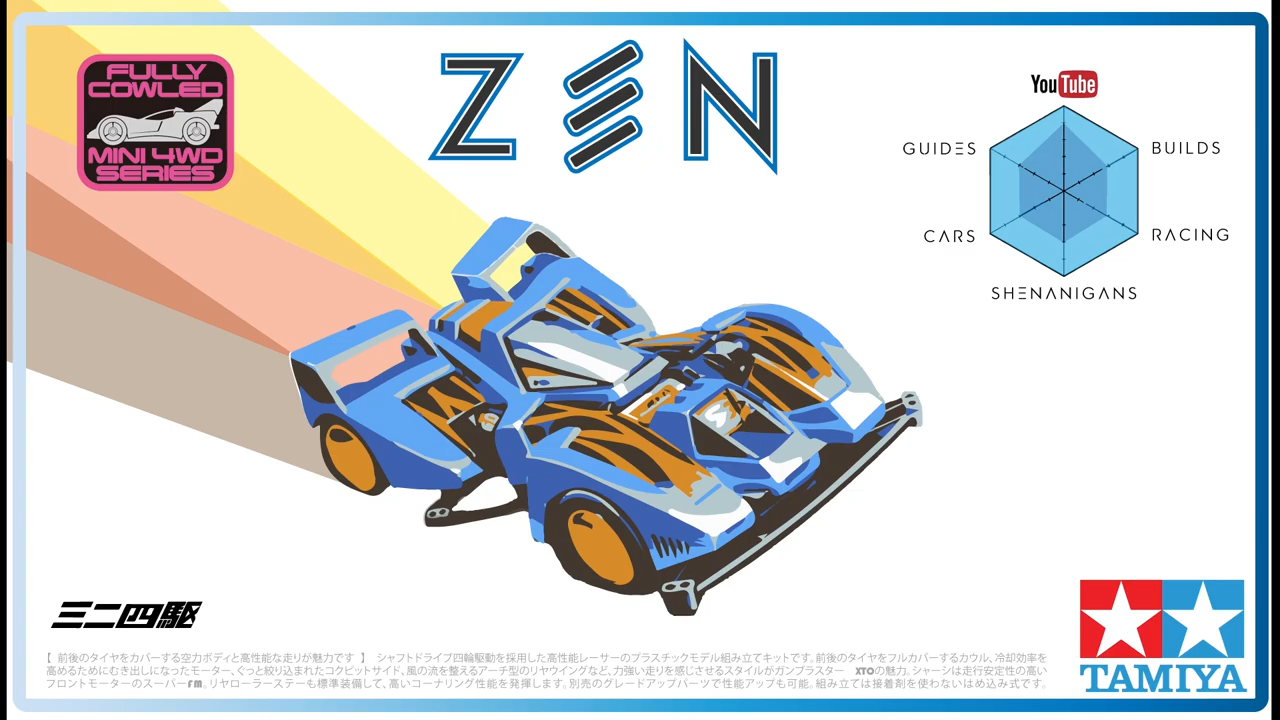 FULLY
COWLED
MINI 4WD
SERIES
ZEN
YouTube
GUIDES
BUILDS
CARS
RACING
SHENANIGANS
ミニ四駆
【 前後のタイヤをカバーする空力ボディと高性能な走りが魅力です 】 シャフトドライブ四輪駆動を採用した高性能レーサーのプラスチックモデル組み立てキットです。前後のタイヤをフルカバーするカウル、冷却効率を
高めるためにむき出しになったモーター、ぐっと絞り込まれたコクピットサイド、風の流を整えるアーチ型のリヤウイングなど、力強い走りを感じさせるスタイルがガンブラスター XTOの魅力。シャーシは走行安定性の高い
フロントモーターのスーパーFM。リヤローラーステーも標準装備して、高いコーナリング性能を発揮します。別売のグレードアップパーツで性能アップも可能。組み立ては接着剤を使わないはめ込み式です。
TAMIYA